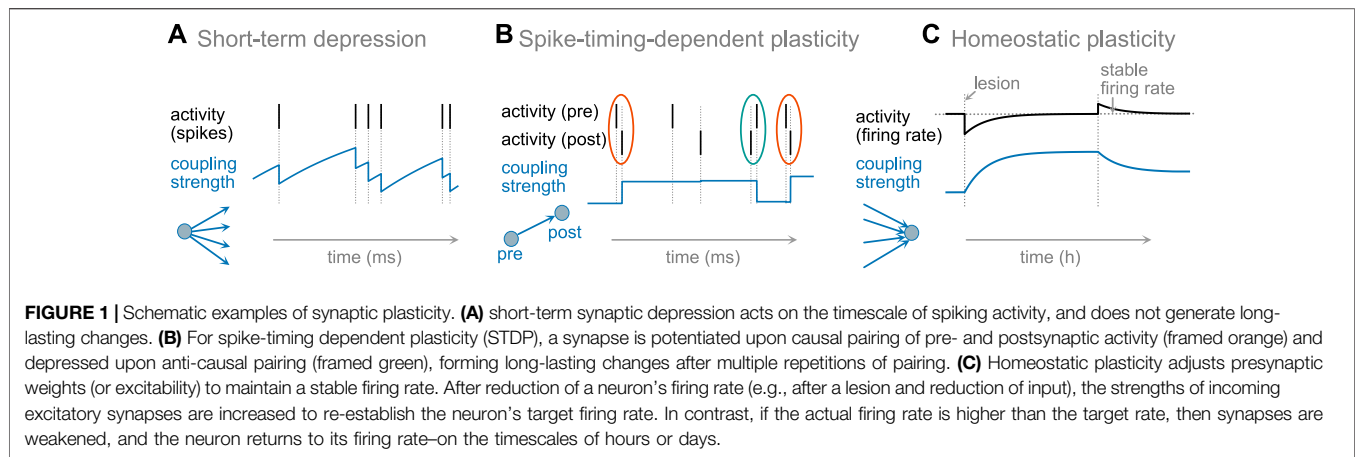 A Short-term depression
activity
(spikes)
coupling
strength
time (ms)
B Spike-timing-dependent plasticity
activity (pre)
activity (post)
coupling
strength
post
pre
time (ms)
C Homeostatic plasticity
lesion
stable
firing rate
activity
(firing rate)
coupling
strength
time (h)
FIGURE 1 | Schematic examples of synaptic plasticity. (A) short-term synaptic depression acts on the timescale of spiking activity, and does not generate long-
lasting changes. (B) For spike-timing dependent plasticity (STDP), a synapse is potentiated upon causal pairing of pre- and postsynaptic activity (framed orange) and
depressed upon anti-causal pairing (framed green), forming long-lasting changes after multiple repetitions of pairing. (C) Homeostatic plasticity adjusts presynaptic
weights (or excitability) to maintain a stable firing rate. After reduction of a neuron’s firing rate (e.g., after a lesion and reduction of input), the strengths of incoming
excitatory synapses are increased to re-establish the neuron’s target firing rate. In contrast, if the actual firing rate is higher than the target rate, then synapses are
weakened, and the neuron returns to its firing rate–on the timescales of hours or days.